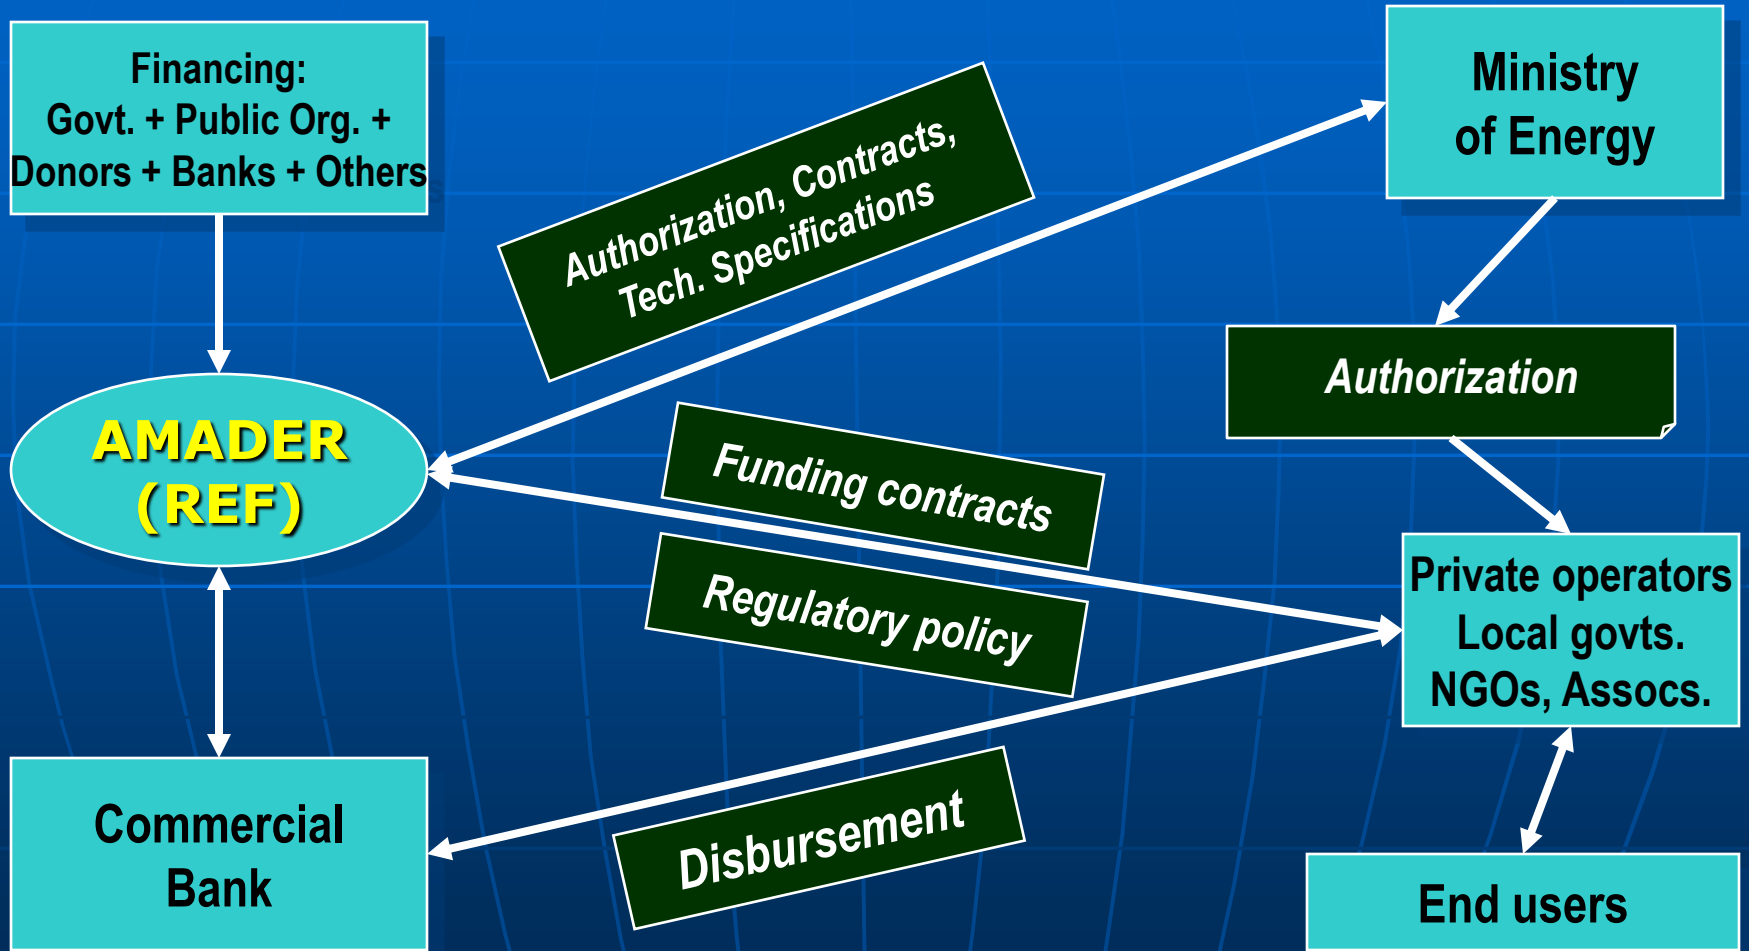 Financing:
Govt. + Public Org. +
Donors + Banks + Others
Ministry
of Energy
Authorization, Contracts,
Tech. Specifications
Authorization
AMADER
(REF)
Funding contracts
Regulatory policy
Private operators
Local govts.
NGOs, Assocs.
Commercial
Bank
Disbursement
End users